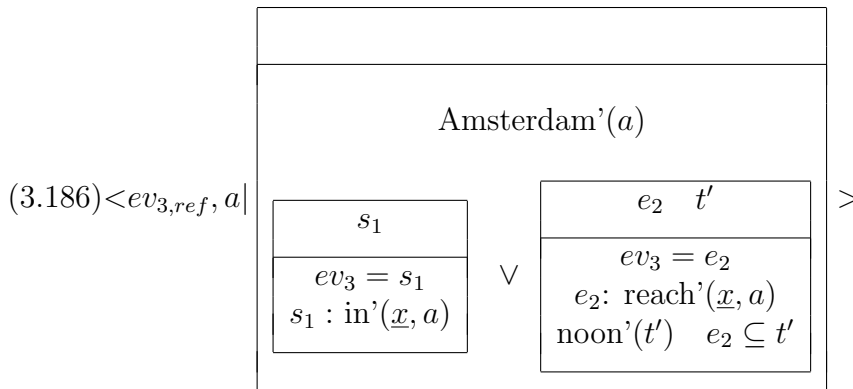 Amsterdam’(a)
(3.186)<ev₃,ref, a| >
s₁
e₂ t′
ev₃ = s₁
s₁ : in’(x̲, a)
∨
ev₃ = e₂
e₂: reach’(x̲, a)
noon’(t′) e₂ ⊆ t′